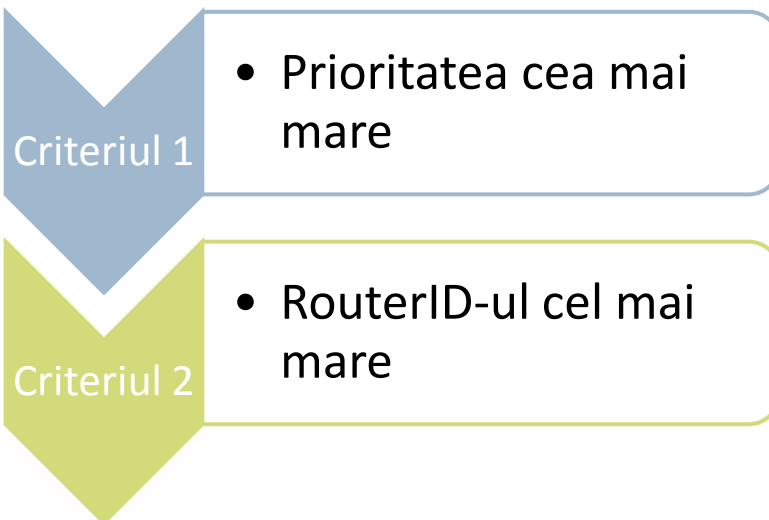 Criteriul 1
• Prioritatea cea mai
mare
Criteriul 2
• RouterID-ul cel mai
mare